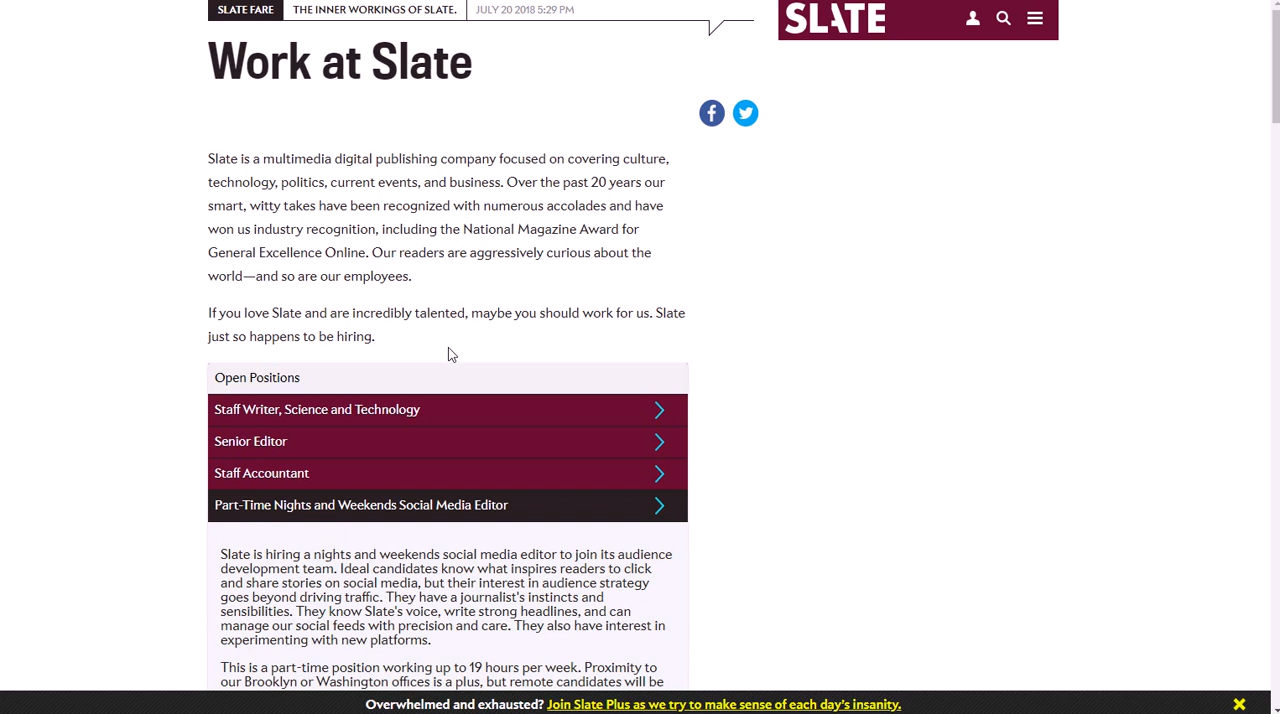 SLATE FARE THE INNER WORKINGS OF SLATE. JULY 20 2018 5:29 PM
SLATE
Work at Slate
Slate is a multimedia digital publishing company focused on covering culture,
technology, politics, current events, and business. Over the past 20 years our
smart, witty takes have been recognized with numerous accolades and have
won us industry recognition, including the National Magazine Award for
General Excellence Online. Our readers are aggressively curious about the
world—and so are our employees.
If you love Slate and are incredibly talented, maybe you should work for us. Slate
just so happens to be hiring.
Open Positions
Staff Writer, Science and Technology
Senior Editor
Staff Accountant
Part-Time Nights and Weekends Social Media Editor
Slate is hiring a nights and weekends social media editor to join its audience
development team. Ideal candidates know what inspires readers to click
and share stories on social media, but their interest in audience strategy
goes beyond driving traffic. They have a journalist's instincts and
sensibilities. They know Slate's voice, write strong headlines, and can
manage our social feeds with precision and care. They also have interest in
experimenting with new platforms.
This is a part-time position working up to 19 hours per week. Proximity to
our Brooklyn or Washington offices is a plus, but remote candidates will be
Overwhelmed and exhausted? Join Slate Plus as we try to make sense of each day's insanity.